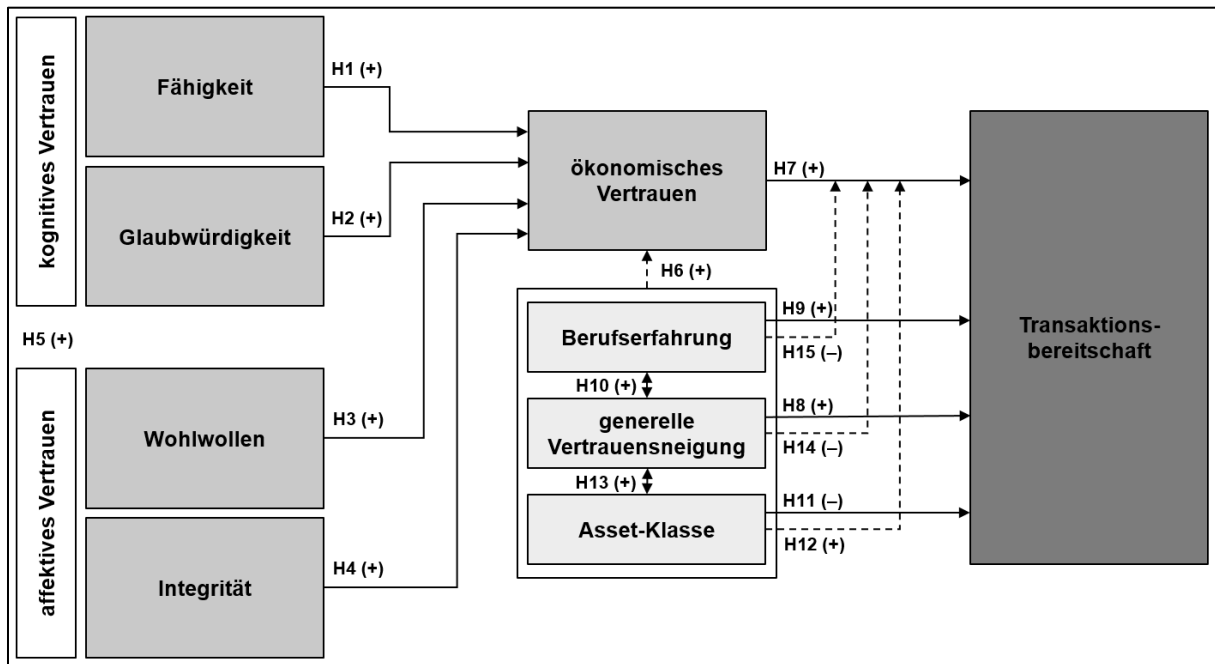 kognitives Vertrauen
Fähigkeit
H1 (+)
Glaubwürdigkeit
H2 (+)
H5 (+)
affektives Vertrauen
Wohlwollen
H3 (+)
Integrität
H4 (+)
ökonomisches
Vertrauen
H7 (+)
H6 (+)
Berufserfahrung
H9 (+)
H15 (–)
H10 (+)
generelle
Vertrauensneigung
H8 (+)
H14 (–)
H13 (+)
Asset-Klasse
H11 (–)
H12 (+)
Transaktions-
bereitschaft